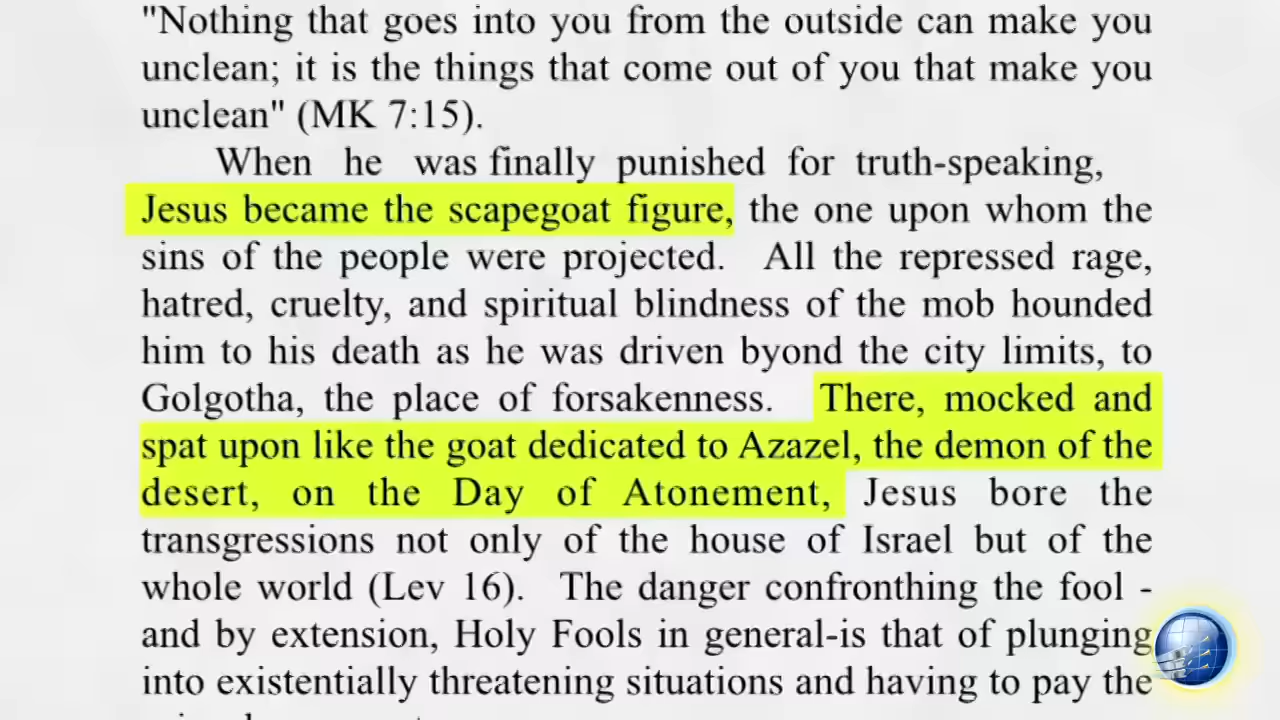 "Nothing that goes into you from the outside can make you
unclean; it is the things that come out of you that make you
unclean" (MK 7:15).
When he was finally punished for truth-speaking,
Jesus became the scapegoat figure, the one upon whom the
sins of the people were projected. All the repressed rage,
hatred, cruelty, and spiritual blindness of the mob hounded
him to his death as he was driven byond the city limits, to
Golgotha, the place of forsakenness. There, mocked and
spat upon like the goat dedicated to Azazel, the demon of the
desert, on the Day of Atonement, Jesus bore the
transgressions not only of the house of Israel but of the
whole world (Lev 16). The danger confronthing the fool -
and by extension, Holy Fools in general-is that of plunging
into existentially threatening situations and having to pay the